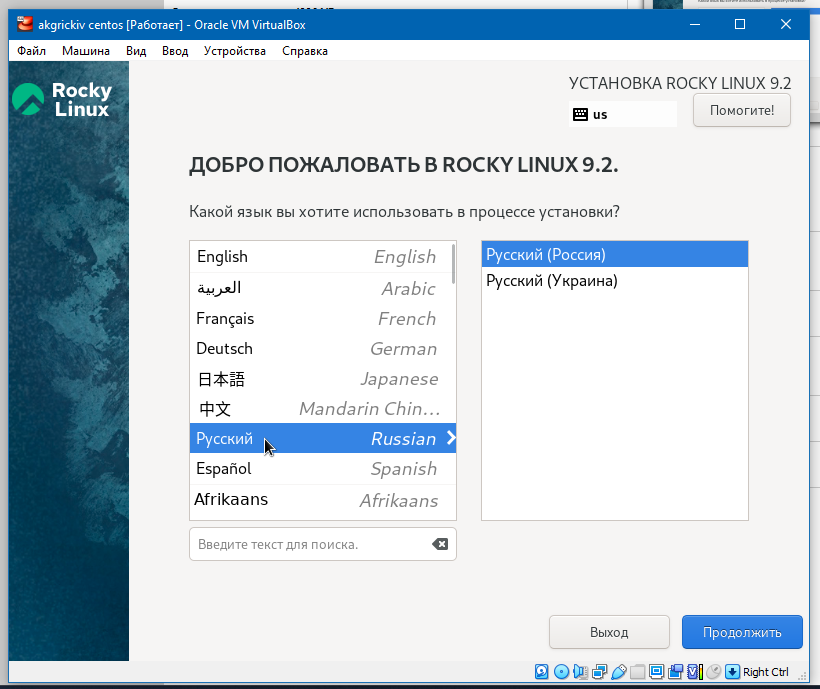 akgrickiv centos [Работает] - Oracle VM VirtualBox
Файл Машина Вид Ввод Устройства Справка
Rocky
Linux
УСТАНОВКА ROCKY LINUX 9.2
us
Помогите!
ДОБРО ПОЖАЛОВАТЬ В ROCKY LINUX 9.2.
Какой язык вы хотите использовать в процессе установки?
English English
العربية Arabic
Français French
Deutsch German
日本語 Japanese
中文 Mandarin Chin...
Русский Russian
Español Spanish
Afrikaans Afrikaans
Русский (Россия)
Русский (Украина)
Введите текст для поиска.
Выход
Продолжить
Right Ctrl